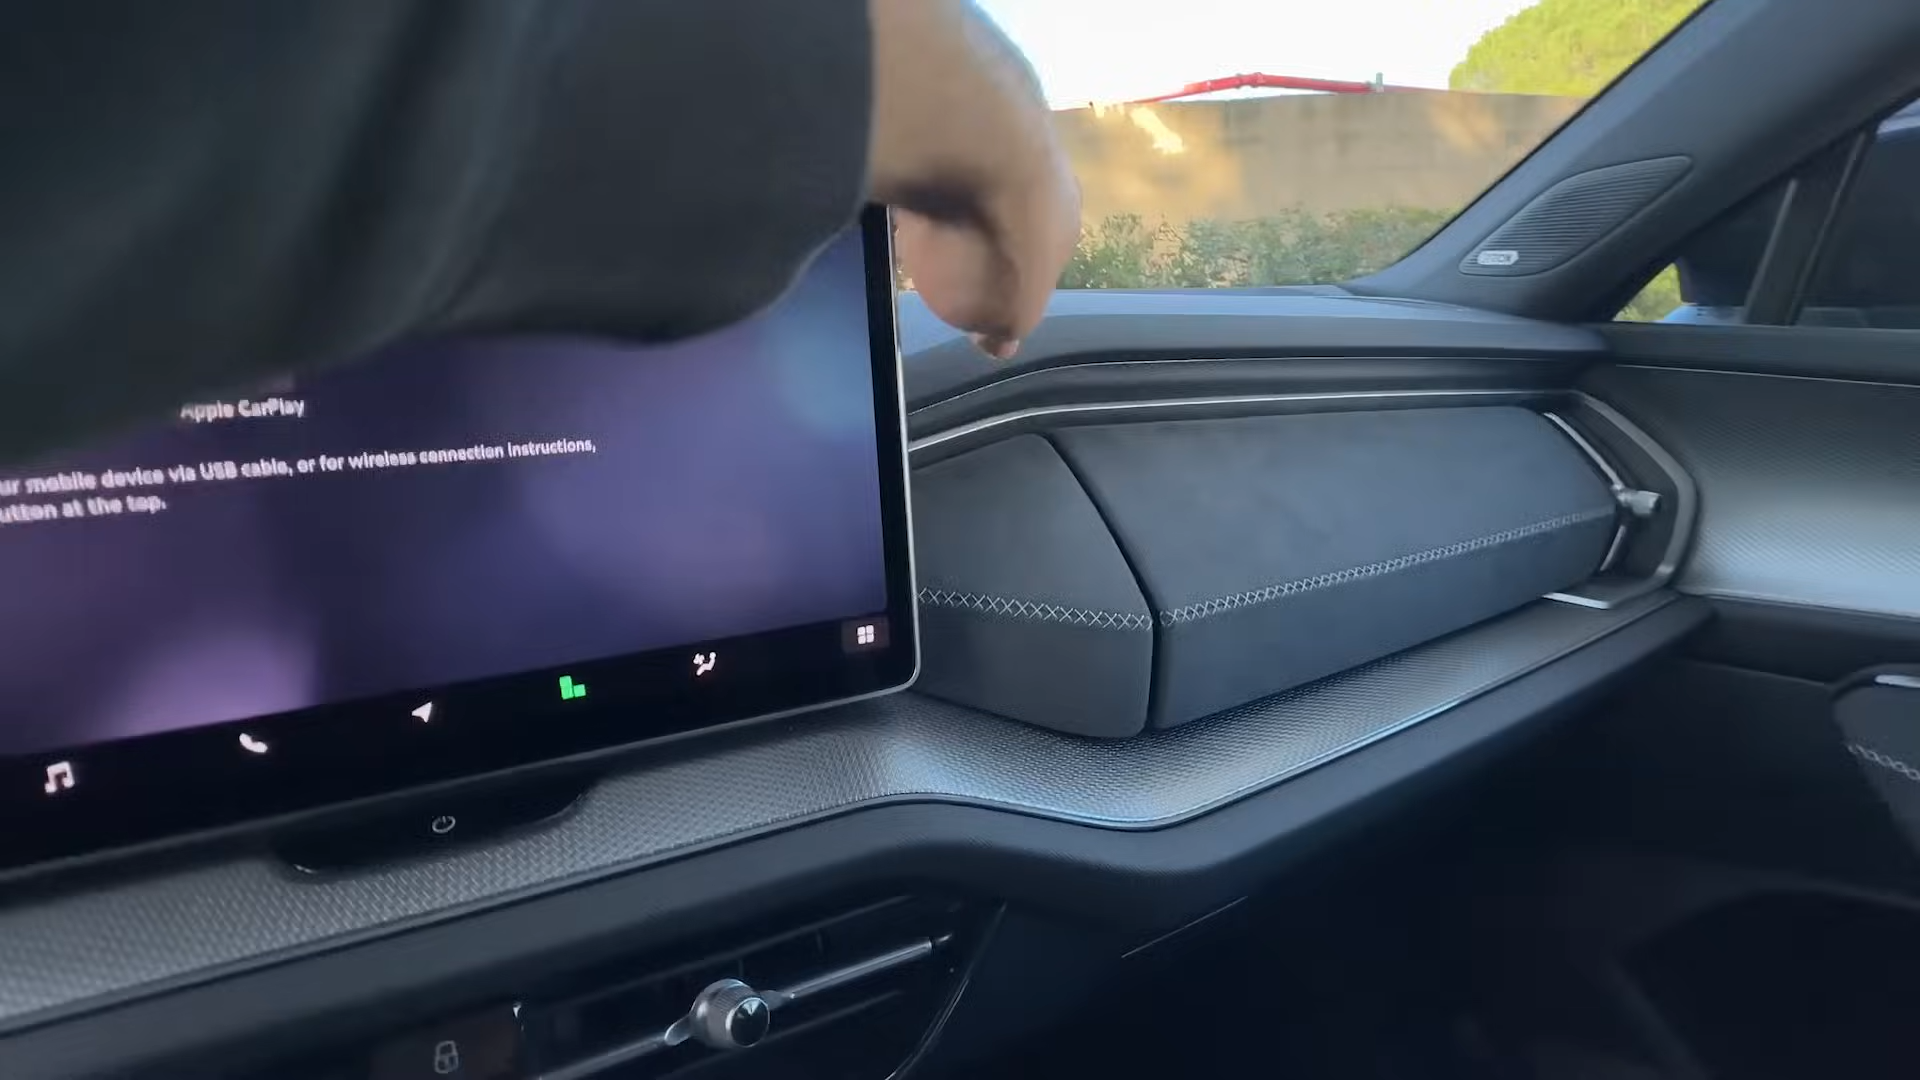 Apple CarPlay
ur mobile device via USB cable, or for wireless connection instructions,
utton at the top.